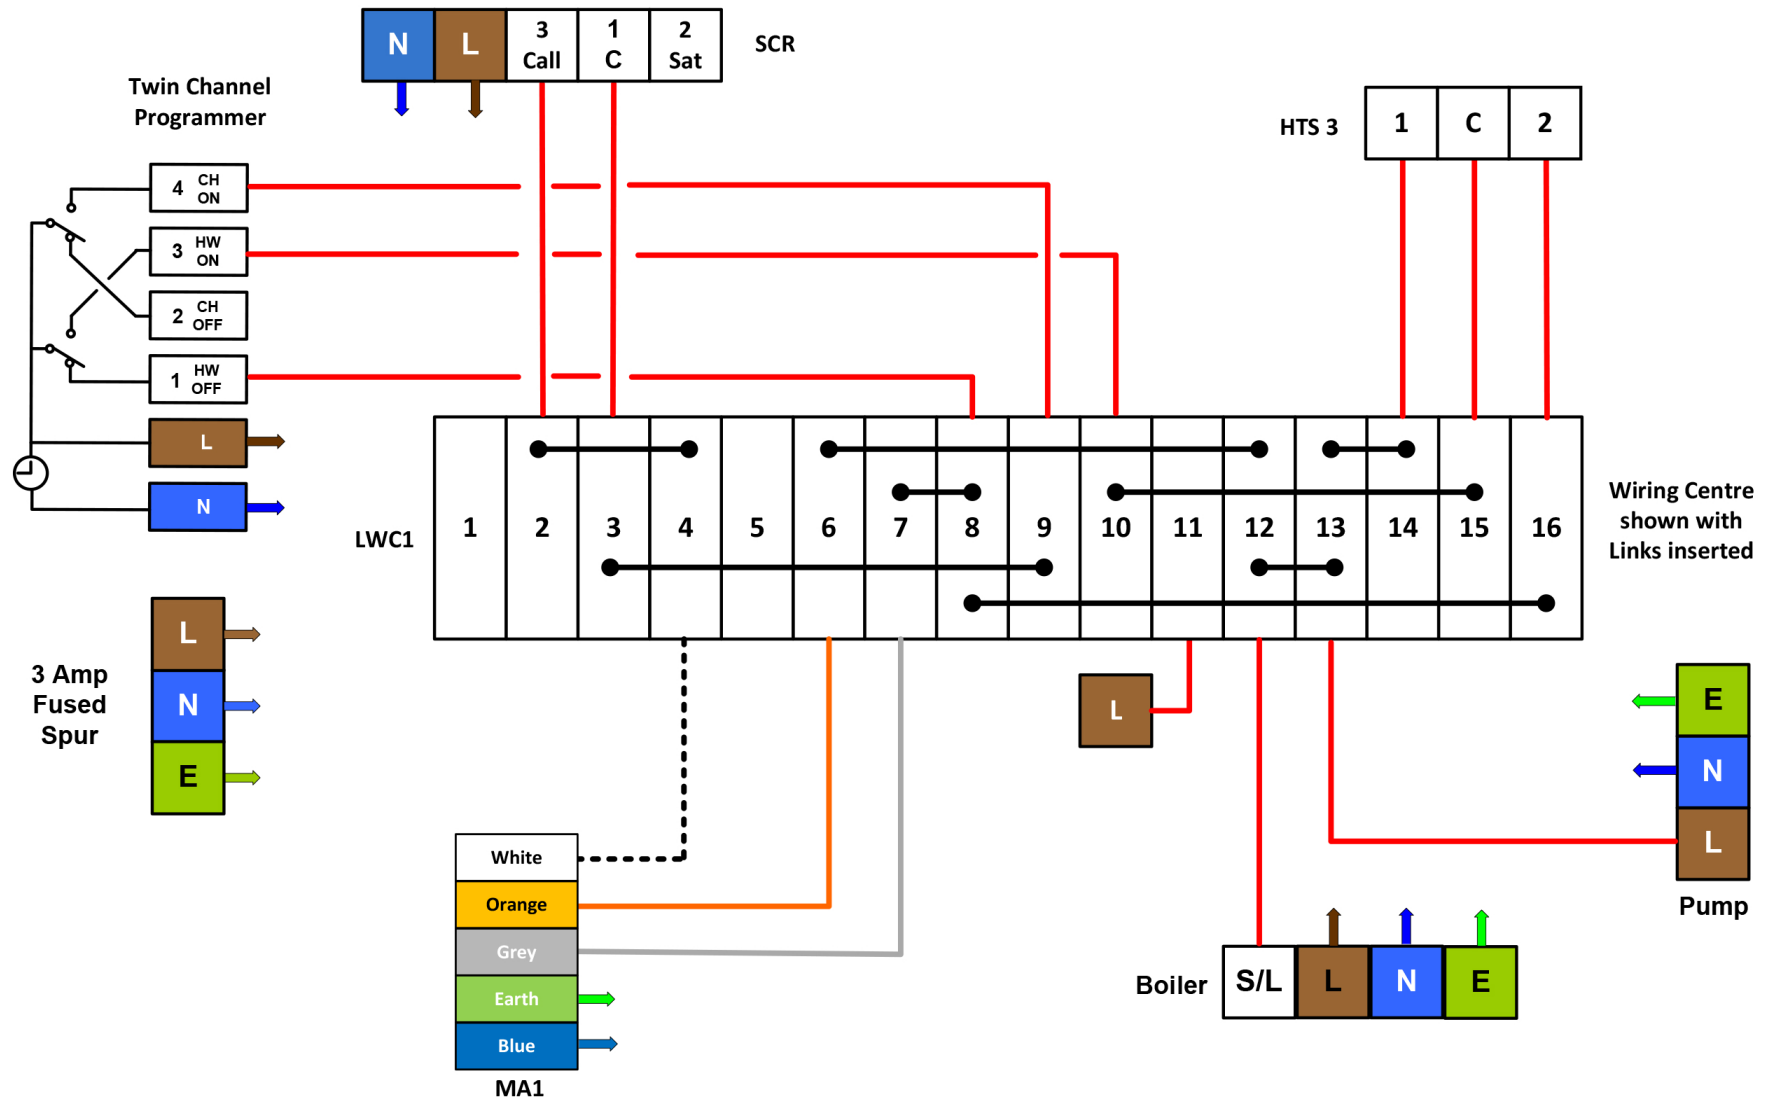 N L 3 Call 1 C 2 Sat SCR
Twin Channel
Programmer
HTS 3 1 C 2
4 CH ON
3 HW ON
2 CH OFF
1 HW OFF
L
N
LWC1 1 2 3 4 5 6 7 8 9 10 11 12 13 14 15 16
Wiring Centre
shown with
Links inserted
3 Amp
Fused
Spur
L
N
E
L
E
N
L
Pump
White
Orange
Grey
Earth
Blue
MA1
Boiler S/L L N E